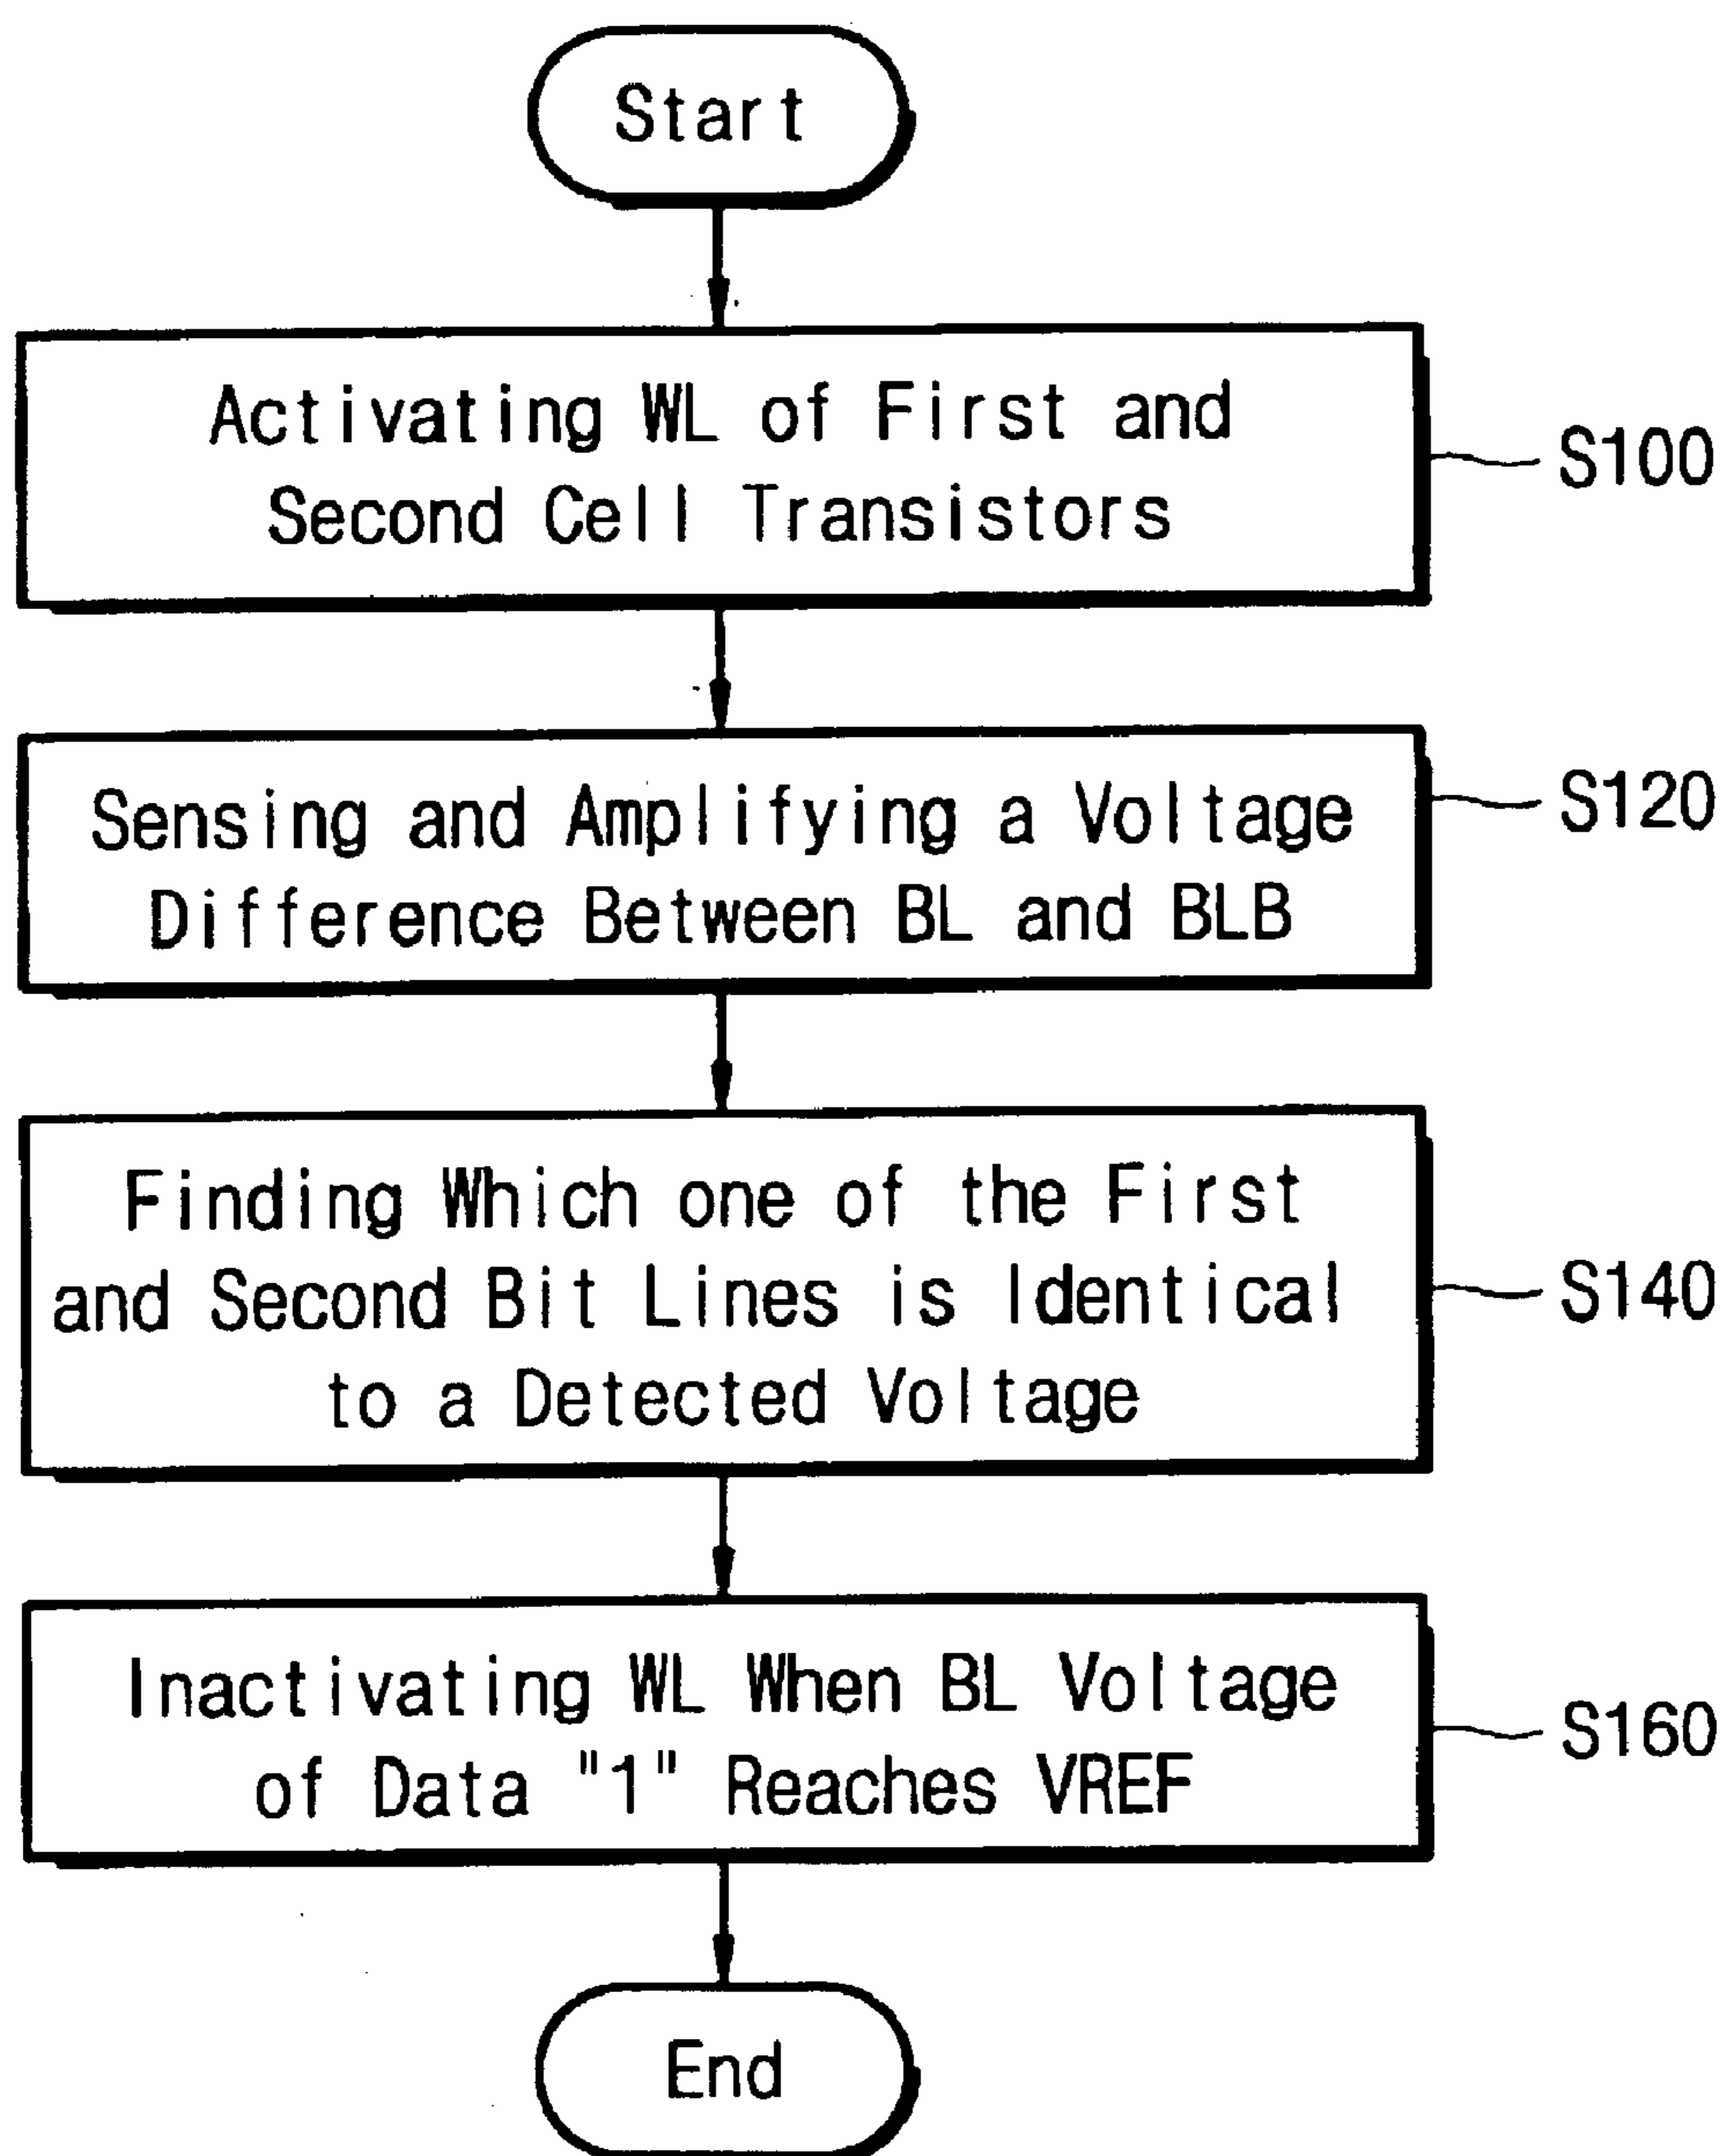 Start
Activating WL of First and
Second Cell Transistors
S100
Sensing and Amplifying a Voltage
Difference Between BL and BLB
S120
Finding Which one of the First
and Second Bit Lines is Identical
to a Detected Voltage
S140
Inactivating WL When BL Voltage
of Data "1" Reaches VREF
S160
End